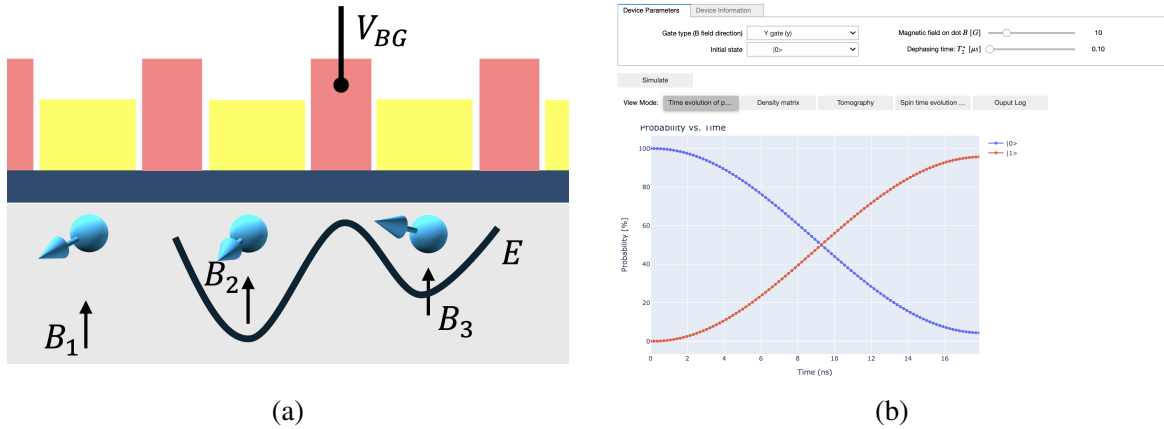 V_{BG}
E
B_2
B_1
B_3
(a)
Device Parameters
Device Information
Gate type (B field direction)
Y gate (y)
Magnetic field on dot B [G]
10
Initial state
|0>
Dephasing time: T_2^* [μs]
0.10
Simulate
View Mode:
Time evolution of p…
Density matrix
Tomography
Spin time evolution …
Ouput Log
Probability vs. Time
|0>
|1>
Probability [%]
100
80
60
40
20
0
0 2 4 6 8 10 12 14 16
Time (ns)
(b)